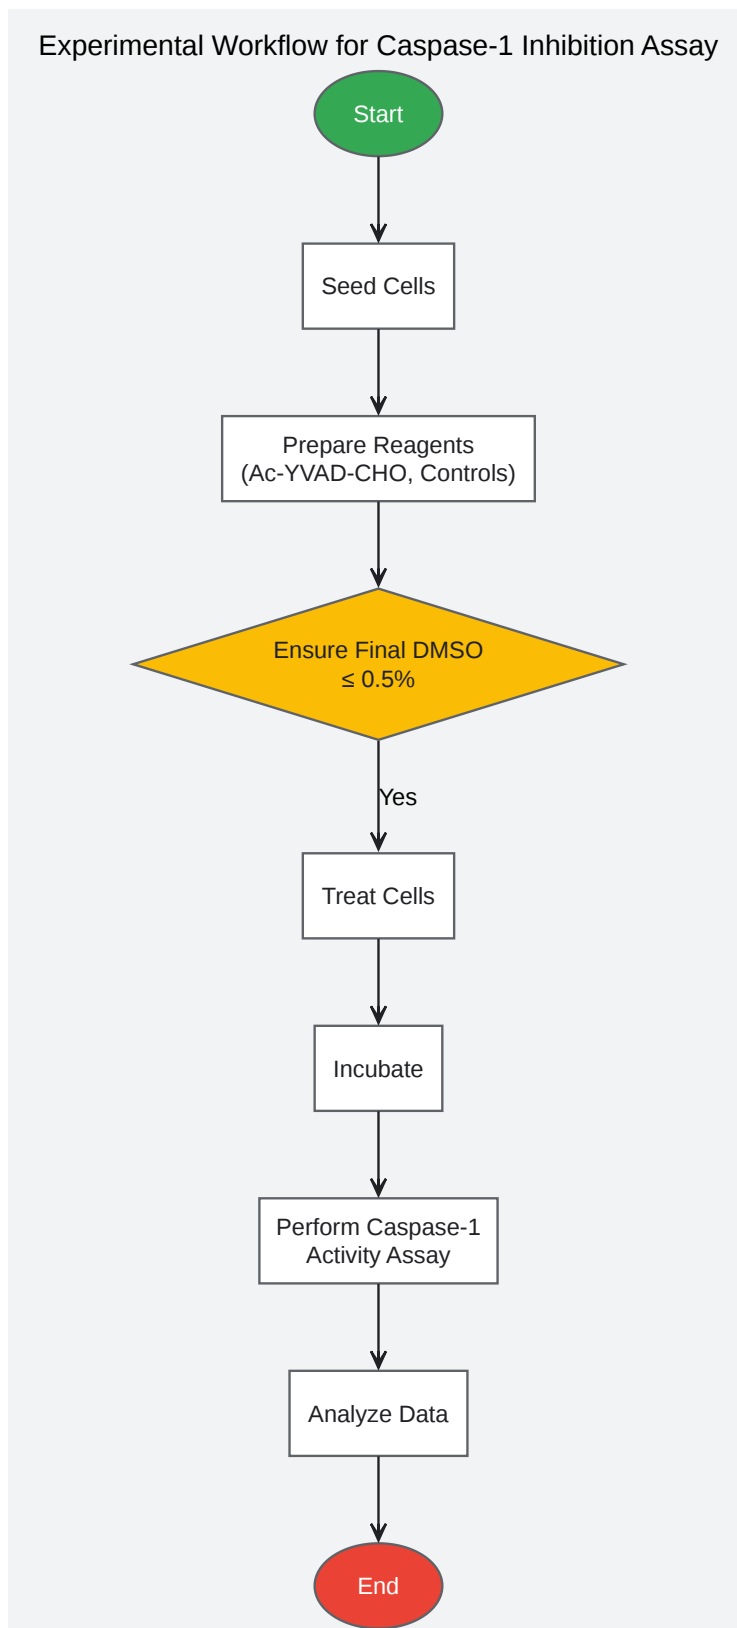 Experimental Workflow for Caspase-1 Inhibition Assay
Start
Seed Cells
Prepare Reagents
(Ac-YVAD-CHO, Controls)
Ensure Final DMSO
≤ 0.5%
Yes
Treat Cells
Incubate
Perform Caspase-1
Activity Assay
Analyze Data
End